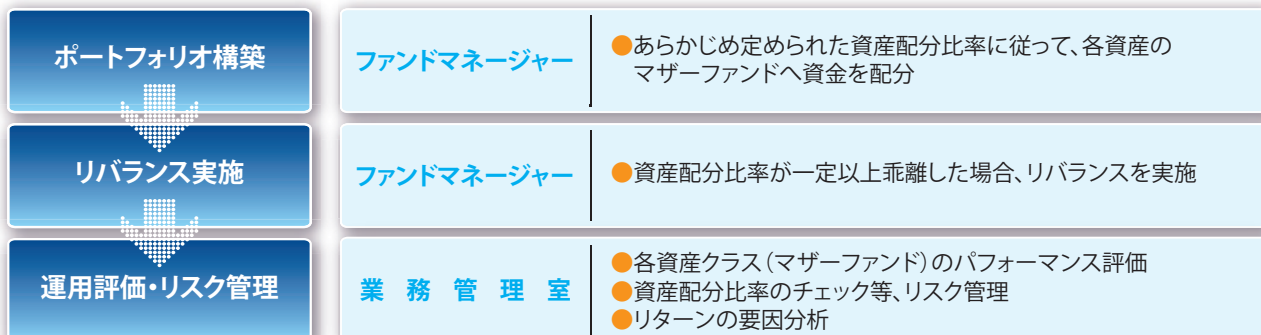 ポートフォリオ構築
ファンドマネージャー
●あらかじめ定められた資産配分比率に従って、各資産の
マザーファンドへ資金を配分
リバランス実施
ファンドマネージャー
●資産配分比率が一定以上乖離した場合、リバランスを実施
運用評価・リスク管理
業務管理室
●各資産クラス（マザーファンド）のパフォーマンス評価
●資産配分比率のチェック等、リスク管理
●リターンの要因分析